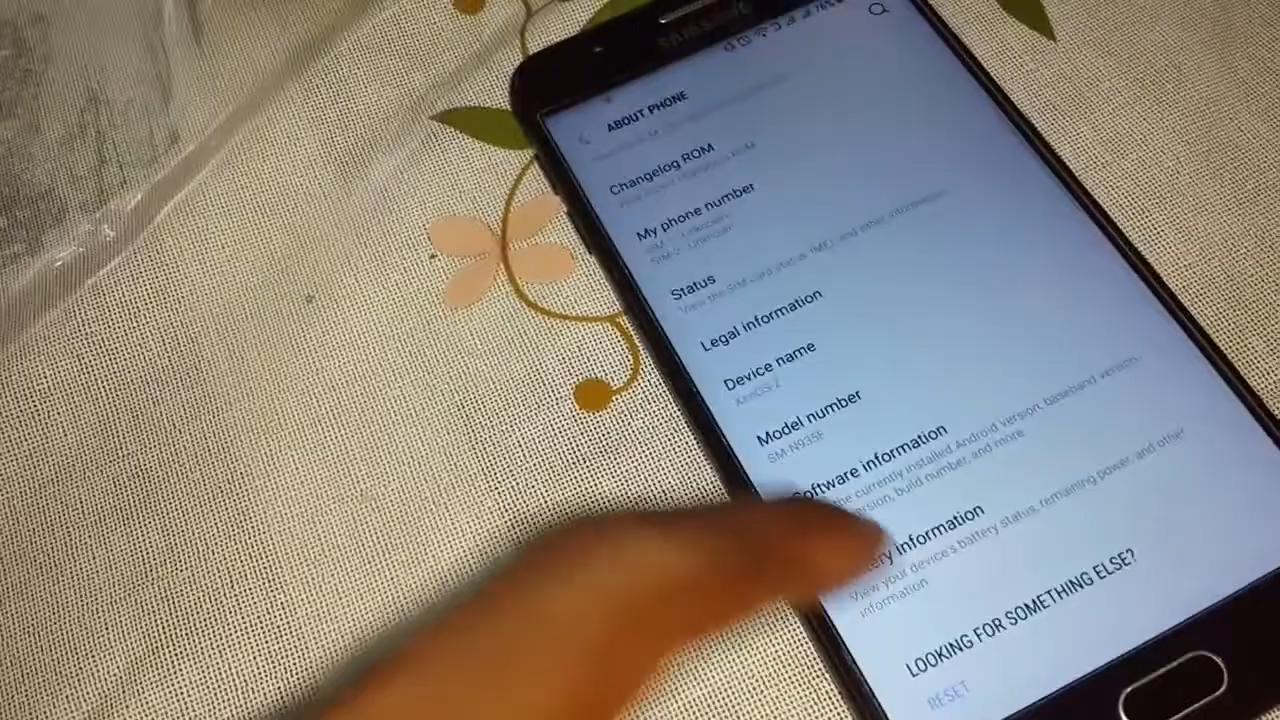 SAMSUNG
76%
ABOUT PHONE
Changelog ROM
My phone number
SIM 1: Unknown
SIM 2: Unknown
Status
View the SIM card status, IMEI, and other information.
Legal information
Device name
Model number
SM-N935F
Software information
the currently installed Android version, baseband version,
version, build number, and more.
ery information
View your device's battery status, remaining power, and other
information.
LOOKING FOR SOMETHING ELSE?
RESET